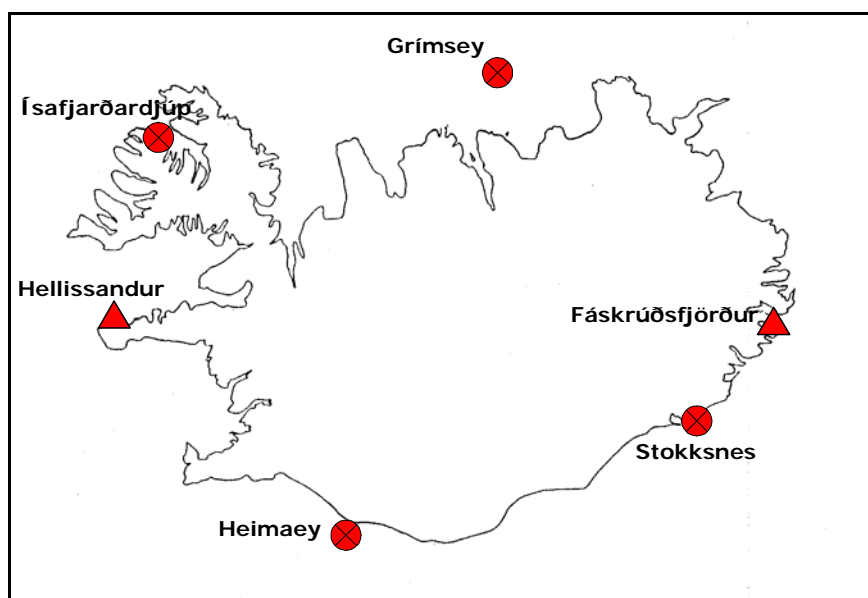 Grímsey
Ísafjarðardjúp
Hellissandur
Fáskrúðsfjörður
Stokksnes
Heimaey